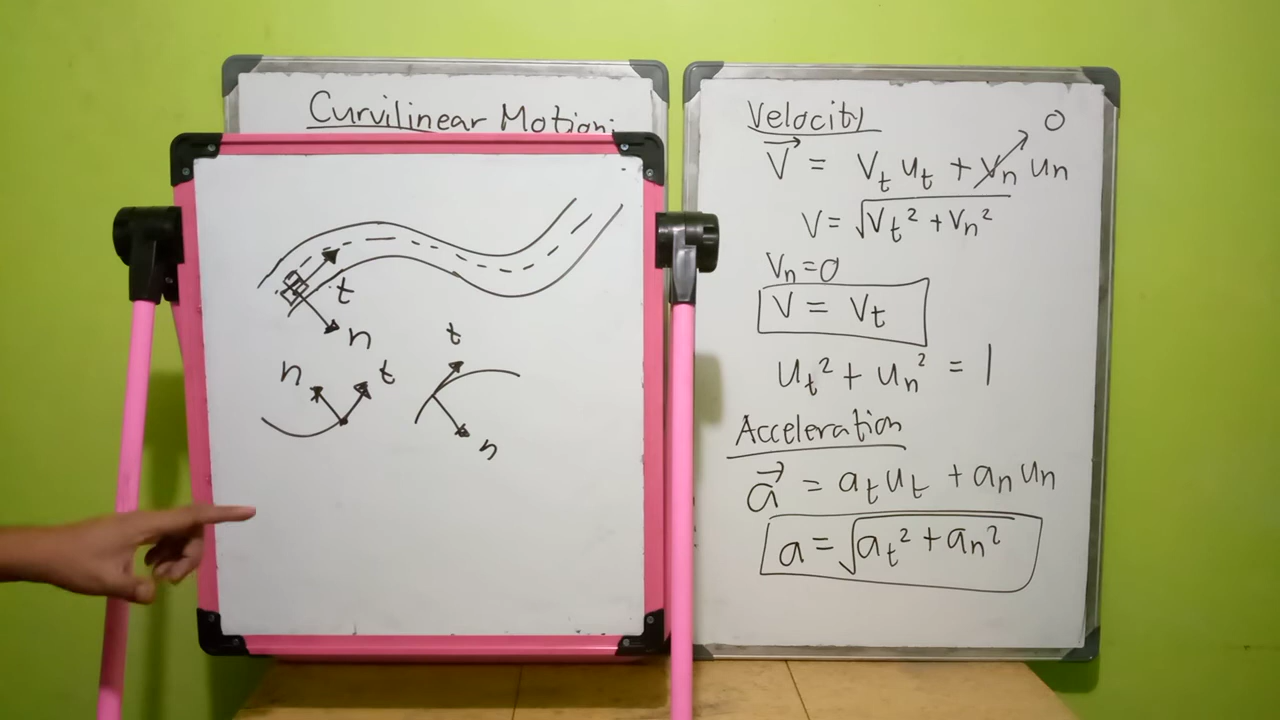 Curvilinear Motion:
t
n
n
t
t
n
Velocity
0
V⃗ = Vₜ uₜ + Vₙ uₙ
V = √(Vₜ² + Vₙ²)
Vₙ = 0
V = Vₜ
uₜ² + uₙ² = 1
Acceleration
a⃗ = aₜ uₜ + aₙ uₙ
a = √(aₜ² + aₙ²)